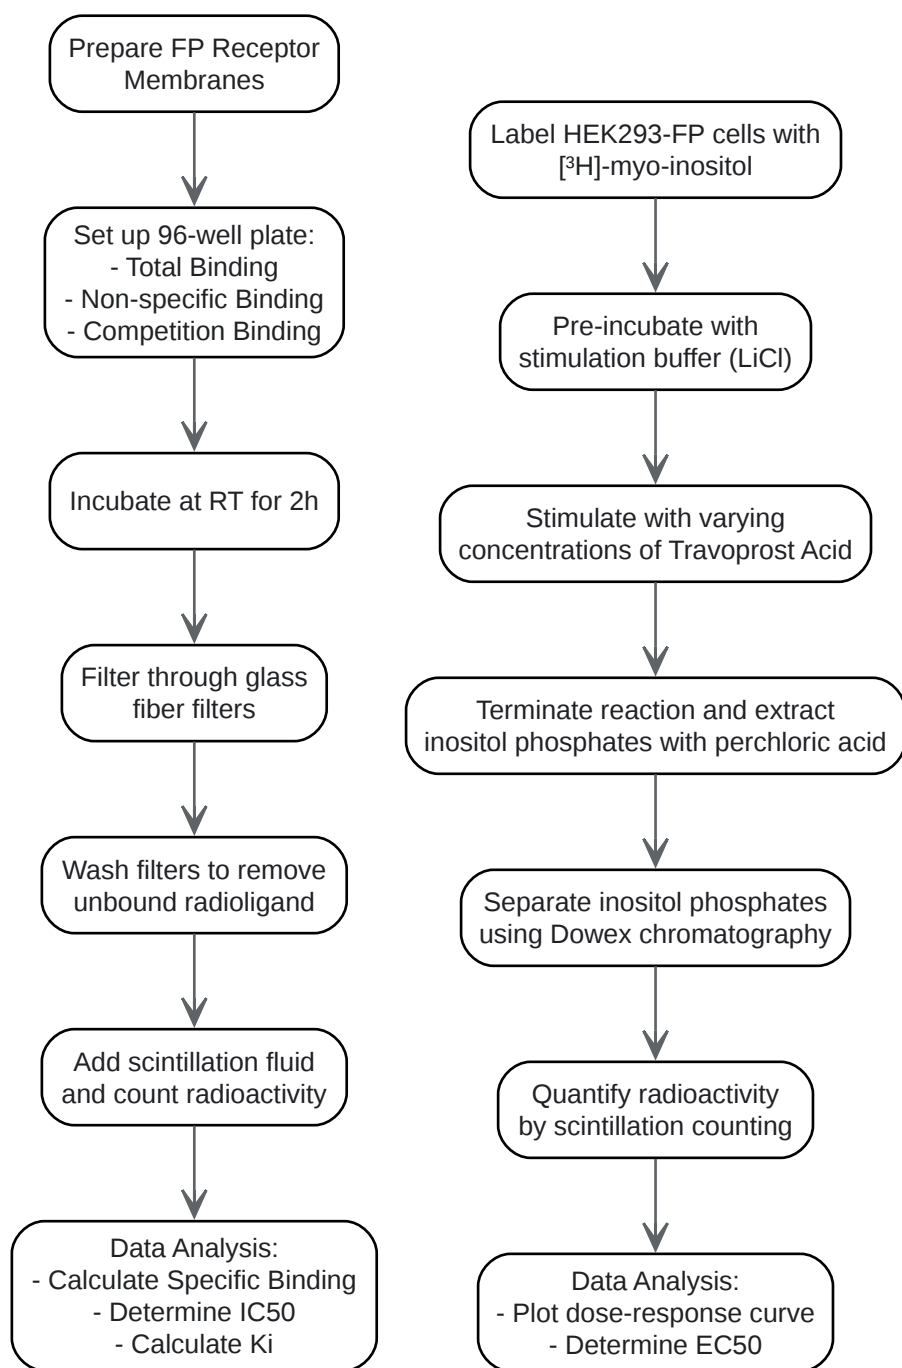 Prepare FP Receptor
Membranes
Set up 96-well plate:
- Total Binding
- Non-specific Binding
- Competition Binding
Incubate at RT for 2h
Filter through glass
fiber filters
Wash filters to remove
unbound radioligand
Add scintillation fluid
and count radioactivity
Data Analysis:
- Calculate Specific Binding
- Determine IC50
- Calculate Ki
Label HEK293-FP cells with
[³H]-myo-inositol
Pre-incubate with
stimulation buffer (LiCl)
Stimulate with varying
concentrations of Travoprost Acid
Terminate reaction and extract
inositol phosphates with perchloric acid
Separate inositol phosphates
using Dowex chromatography
Quantify radioactivity
by scintillation counting
Data Analysis:
- Plot dose-response curve
- Determine EC50